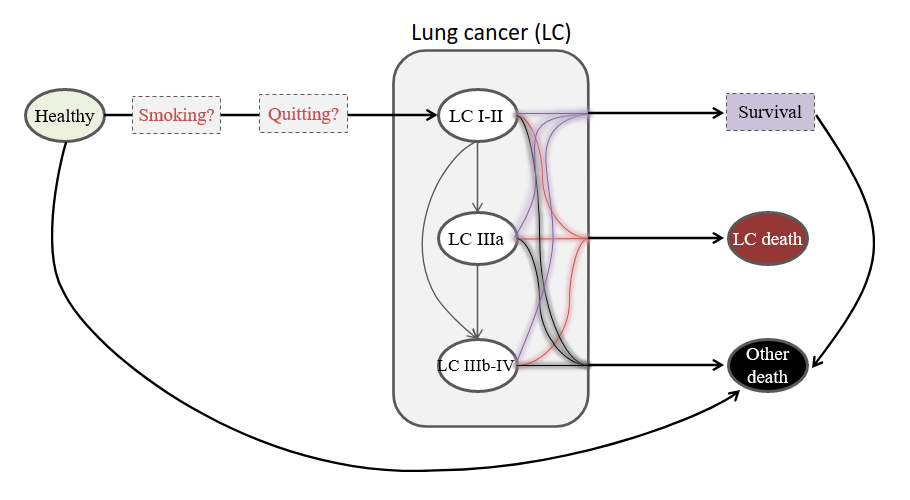 Lung cancer (LC)
Healthy
Smoking?
Quitting?
LC I-II
Survival
LC IIIa
LC death
LC IIIb-IV
Other
death